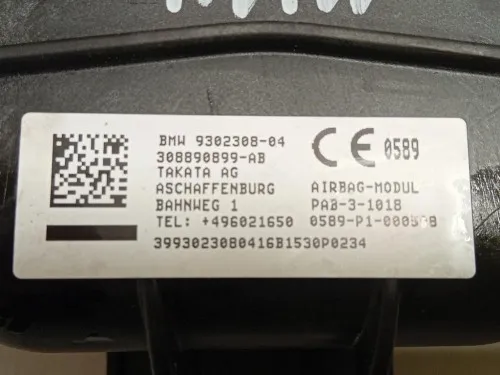 BMW 9302308-04
308890899-AB
TAKATA AG
ASCHAFFENBURG
BAHNWEG 1
TEL: +496021650
CE 0589
AIRBAG-MODUL
PAB-3-1018
3993023080416B1530P0234